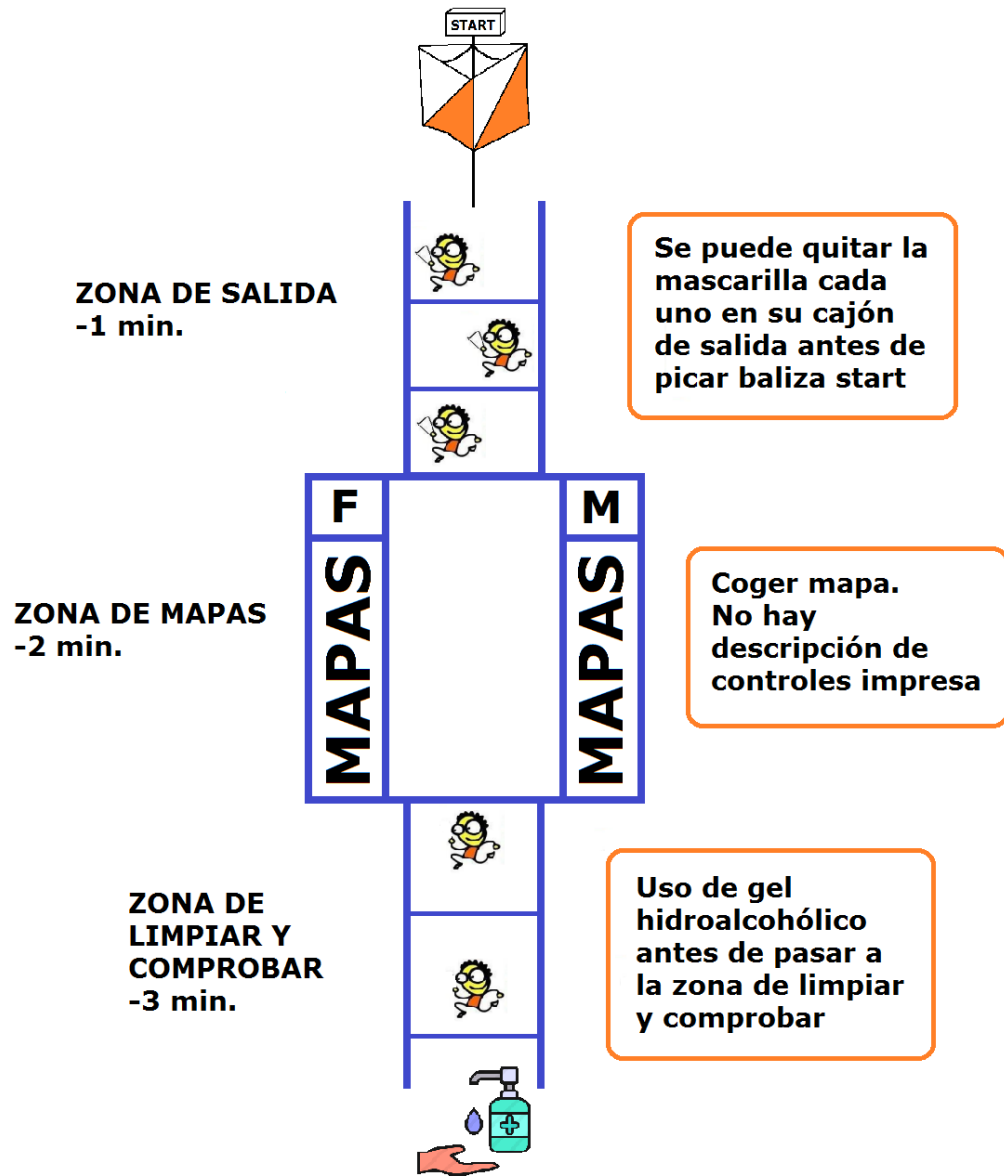 START
ZONA DE SALIDA
-1 min.
Se puede quitar la
mascarilla cada
uno en su cajón
de salida antes de
picar baliza start
F
M
MAPAS
MAPAS
ZONA DE MAPAS
-2 min.
Coger mapa.
No hay
descripción de
controles impresa
ZONA DE
LIMPIAR Y
COMPROBAR
-3 min.
Uso de gel
hidroalcohólico
antes de pasar a
la zona de limpiar
y comprobar